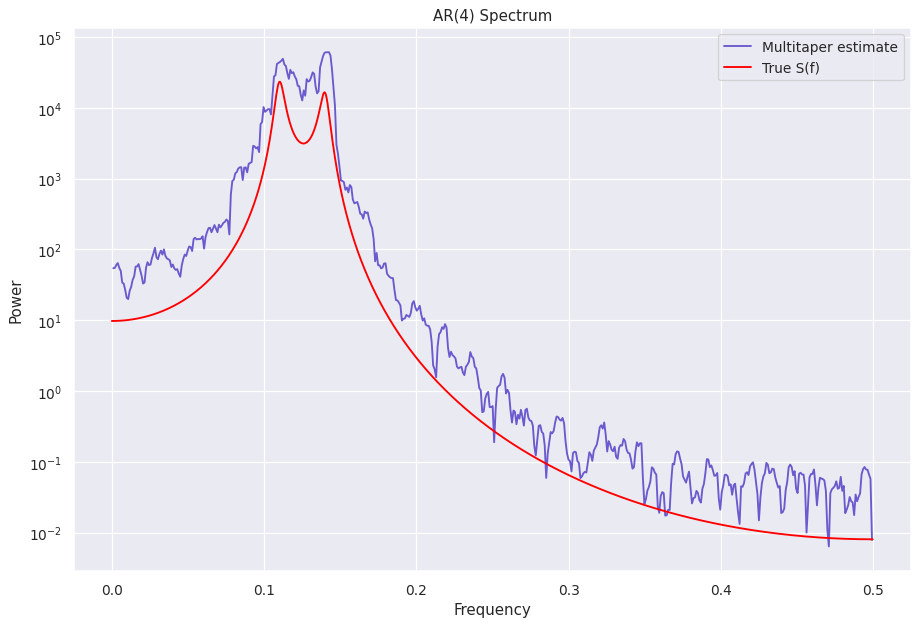 AR(4) Spectrum
Multitaper estimate
True S(f)
Power
10^5
10^4
10^3
10^2
10^1
10^0
10^−1
10^−2
0.0 0.1 0.2 0.3 0.4 0.5
Frequency